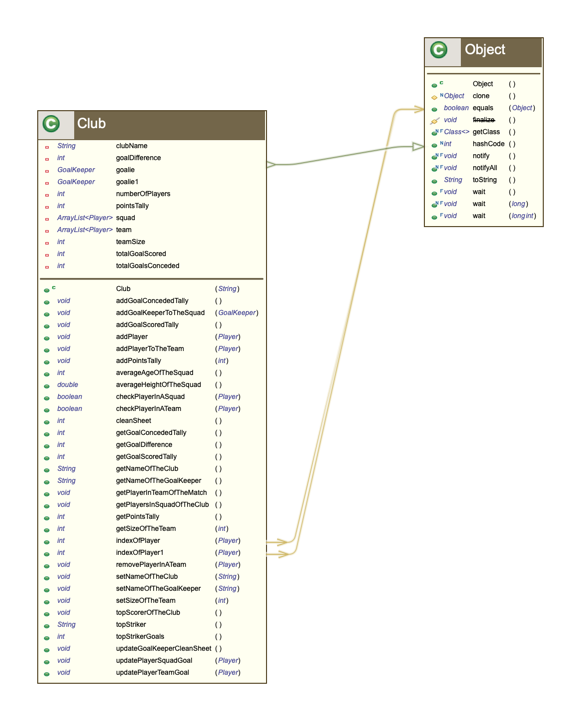 C Object
C Object ( )
N Object clone ( )
boolean equals (Object)
void finalize ( )
N F Class<> getClass ( )
N int hashCode ( )
N F void notify ( )
N F void notifyAll ( )
String toString ( )
F void wait ( )
N F void wait (long)
F void wait (long int)
C Club
String clubName
int goalDifference
GoalKeeper goalie
GoalKeeper goalie1
int numberOfPlayers
int pointsTally
ArrayList<Player> squad
ArrayList<Player> team
int teamSize
int totalGoalScored
int totalGoalsConceded
C Club (String)
void addGoalConcededTally ( )
void addGoalKeeperToTheSquad (GoalKeeper)
void addGoalScoredTally ( )
void addPlayer (Player)
void addPlayerToTheTeam (Player)
void addPointsTally (int)
int averageAgeOfTheSquad ( )
double averageHeightOfTheSquad ( )
boolean checkPlayerInASquad (Player)
boolean checkPlayerInATeam (Player)
int cleanSheet ( )
int getGoalConcededTally ( )
int getGoalDifference ( )
int getGoalScoredTally ( )
String getNameOfTheClub ( )
String getNameOfTheGoalKeeper ( )
void getPlayerInTeamOfTheMatch ( )
void getPlayersInSquadOfTheClub ( )
int getPointsTally ( )
int getSizeOfTheTeam (int)
int indexOfPlayer (Player)
int indexOfPlayer1 (Player)
void removePlayerInATeam (Player)
void setNameOfTheClub (String)
void setNameOfTheGoalKeeper (String)
void setSizeOfTheTeam (int)
void topScorerOfTheClub ( )
String topStriker ( )
int topStrikerGoals ( )
void updateGoalKeeperCleanSheet ( )
void updatePlayerSquadGoal (Player)
void updatePlayerTeamGoal (Player)